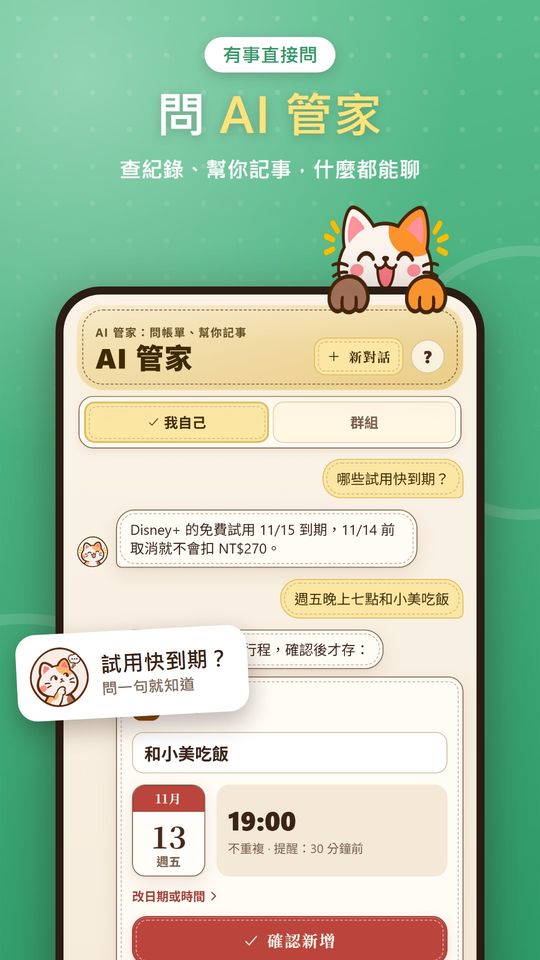 有事直接問
問 AI 管家
查紀錄、幫你記事，什麼都能聊
AI 管家：問帳單、幫你記事
AI 管家
＋ 新對話
?
✓ 我自己
群組
哪些試用快到期？
Disney+ 的免費試用 11/15 到期，11/14 前
取消就不會扣 NT$270。
週五晚上七點和小美吃飯
行程，確認後才存：
試用快到期？
問一句就知道
和小美吃飯
11月
13
週五
19:00
不重複 · 提醒：30 分鐘前
改日期或時間 >
✓ 確認新增